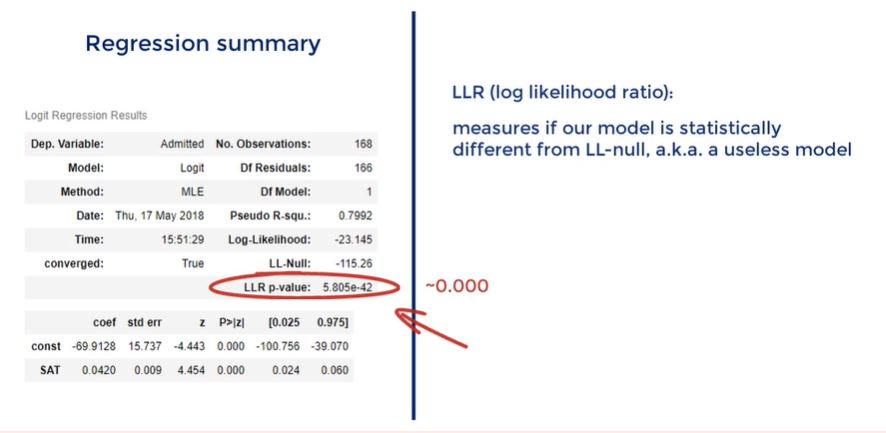 Regression summary
Logit Regression Results
Dep. Variable: Admitted No. Observations: 168
Model: Logit Df Residuals: 166
Method: MLE Df Model: 1
Date: Thu, 17 May 2018 Pseudo R-squ.: 0.7992
Time: 15:51:29 Log-Likelihood: -23.145
converged: True LL-Null: -115.26
LLR p-value: 5.805e-42
~0.000
coef std err z P>|z| [0.025 0.975]
const -69.9128 15.737 -4.443 0.000 -100.756 -39.070
SAT 0.0420 0.009 4.454 0.000 0.024 0.060
LLR (log likelihood ratio):
measures if our model is statistically
different from LL-null, a.k.a. a useless model